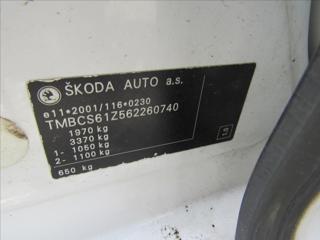 ŠKODA AUTO a.s.
e11*2001/116*0230
TMBCS61Z562260740
1970 kg
3370 kg
1- 1050 kg
2- 1100 kg
650 kg